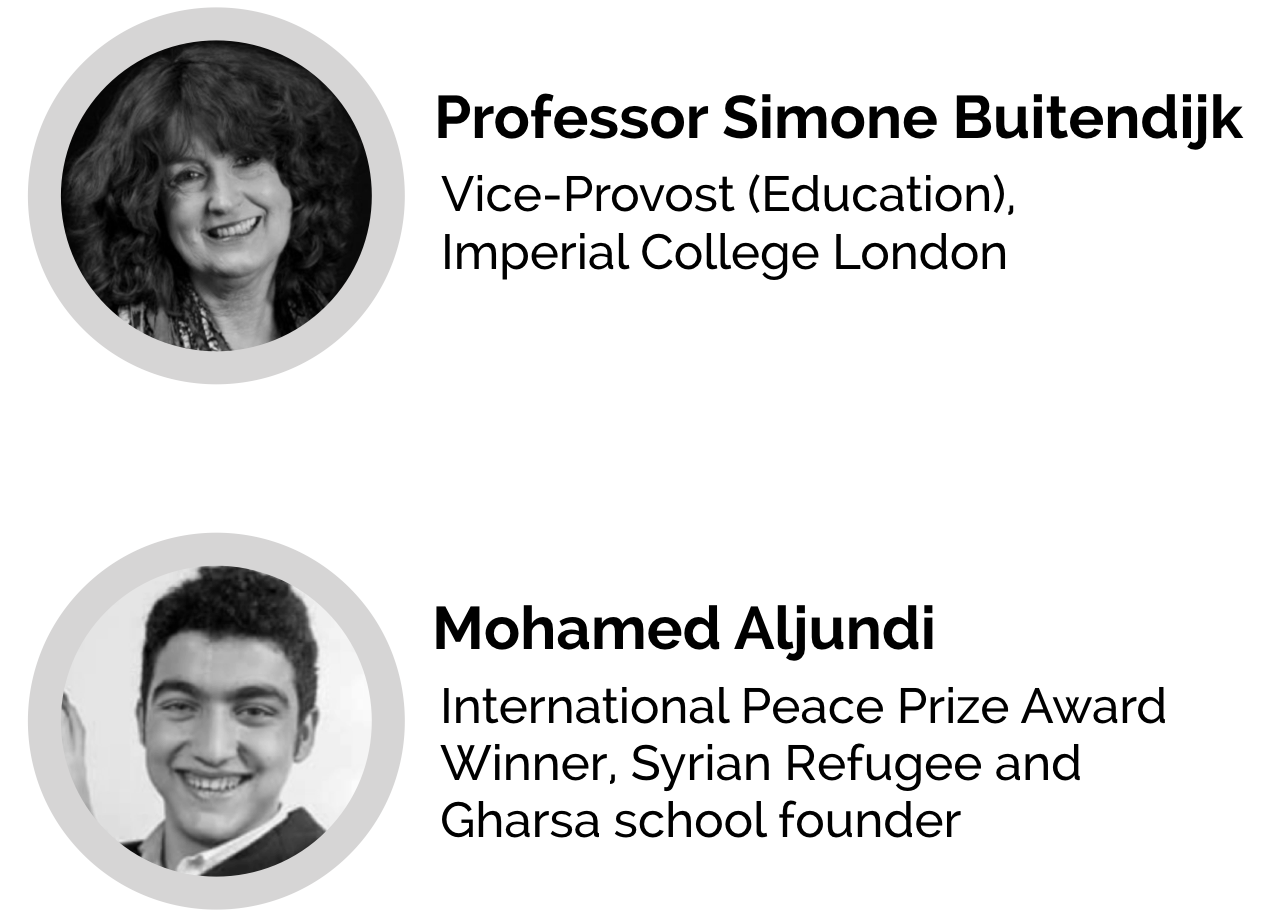 Professor Simone Buitendijk
Vice-Provost (Education),
Imperial College London
Mohamed Aljundi
International Peace Prize Award
Winner, Syrian Refugee and
Gharsa school founder